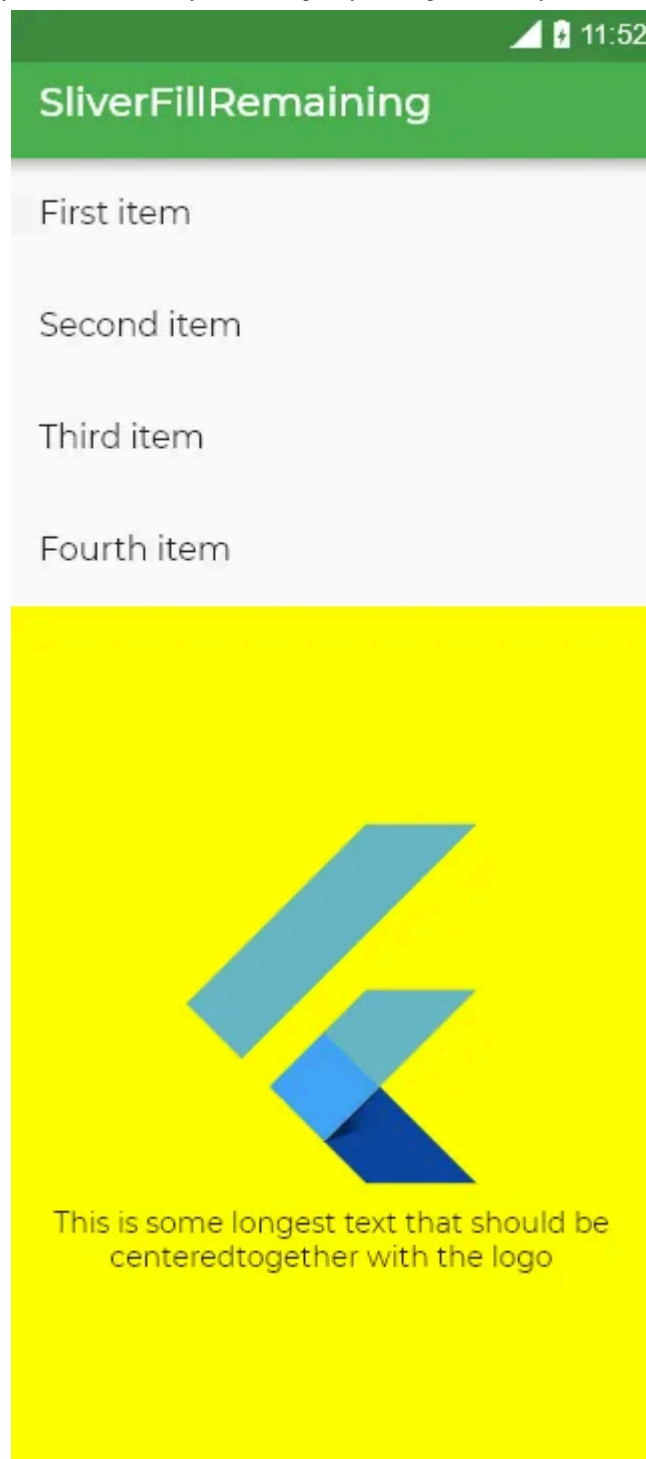 11:52
SliverFillRemaining
First item
Second item
Third item
Fourth item
This is some longest text that should be
centeredtogether with the logo